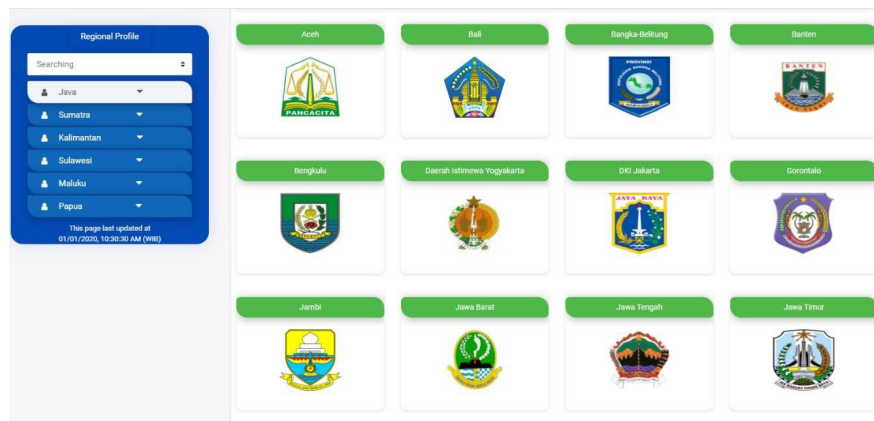 Regional Profile
Searching
Java
Sumatra
Kalimantan
Sulawesi
Maluku
Papua
This page last updated at
01/01/2020, 10:30:30 AM (WIB)
Aceh
Bali
Bangka-Belitung
Banten
PANCACITA
PROVINSI
BANTEN
Bengkulu
Daerah Istimewa Yogyakarta
DKI Jakarta
Gorontalo
JAYA RAYA
Jambi
Jawa Barat
Jawa Tengah
Jawa Timur